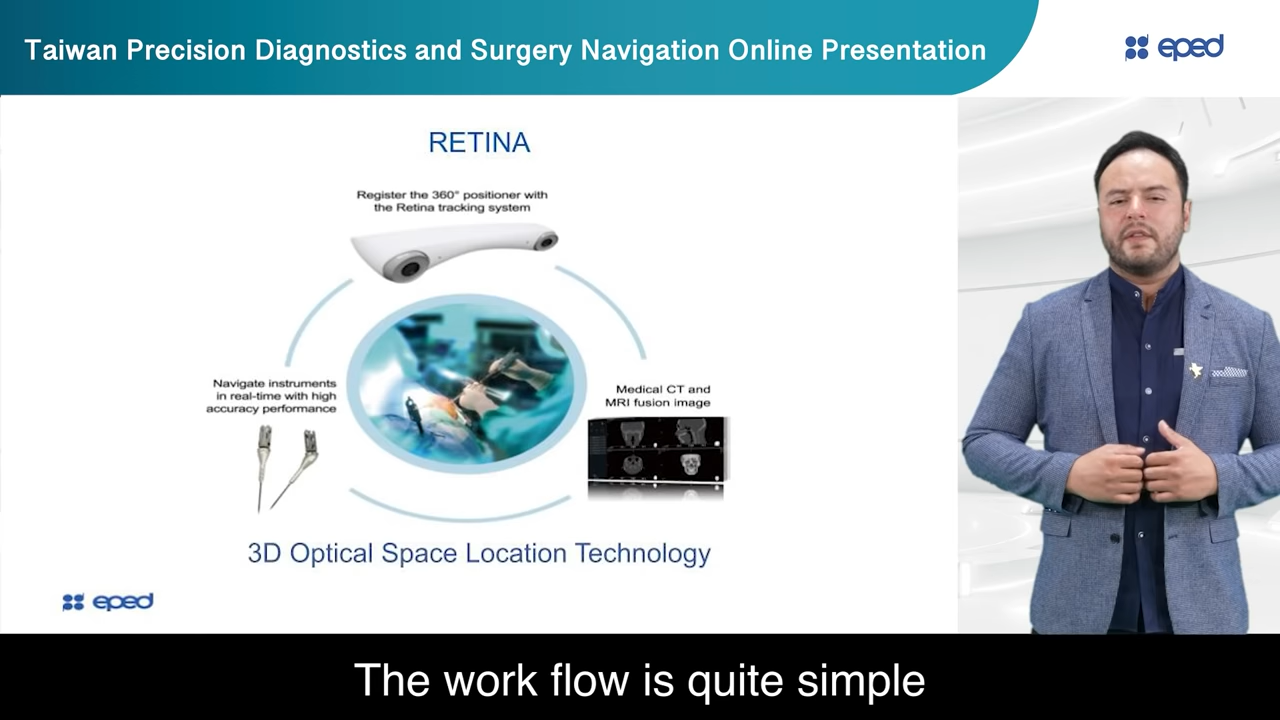 Taiwan Precision Diagnostics and Surgery Navigation Online Presentation
eped
RETINA
Register the 360° positioner with
the Retina tracking system
Navigate instruments
in real-time with high
accuracy performance
Medical CT and
MRI fusion image
3D Optical Space Location Technology
eped
The work flow is quite simple